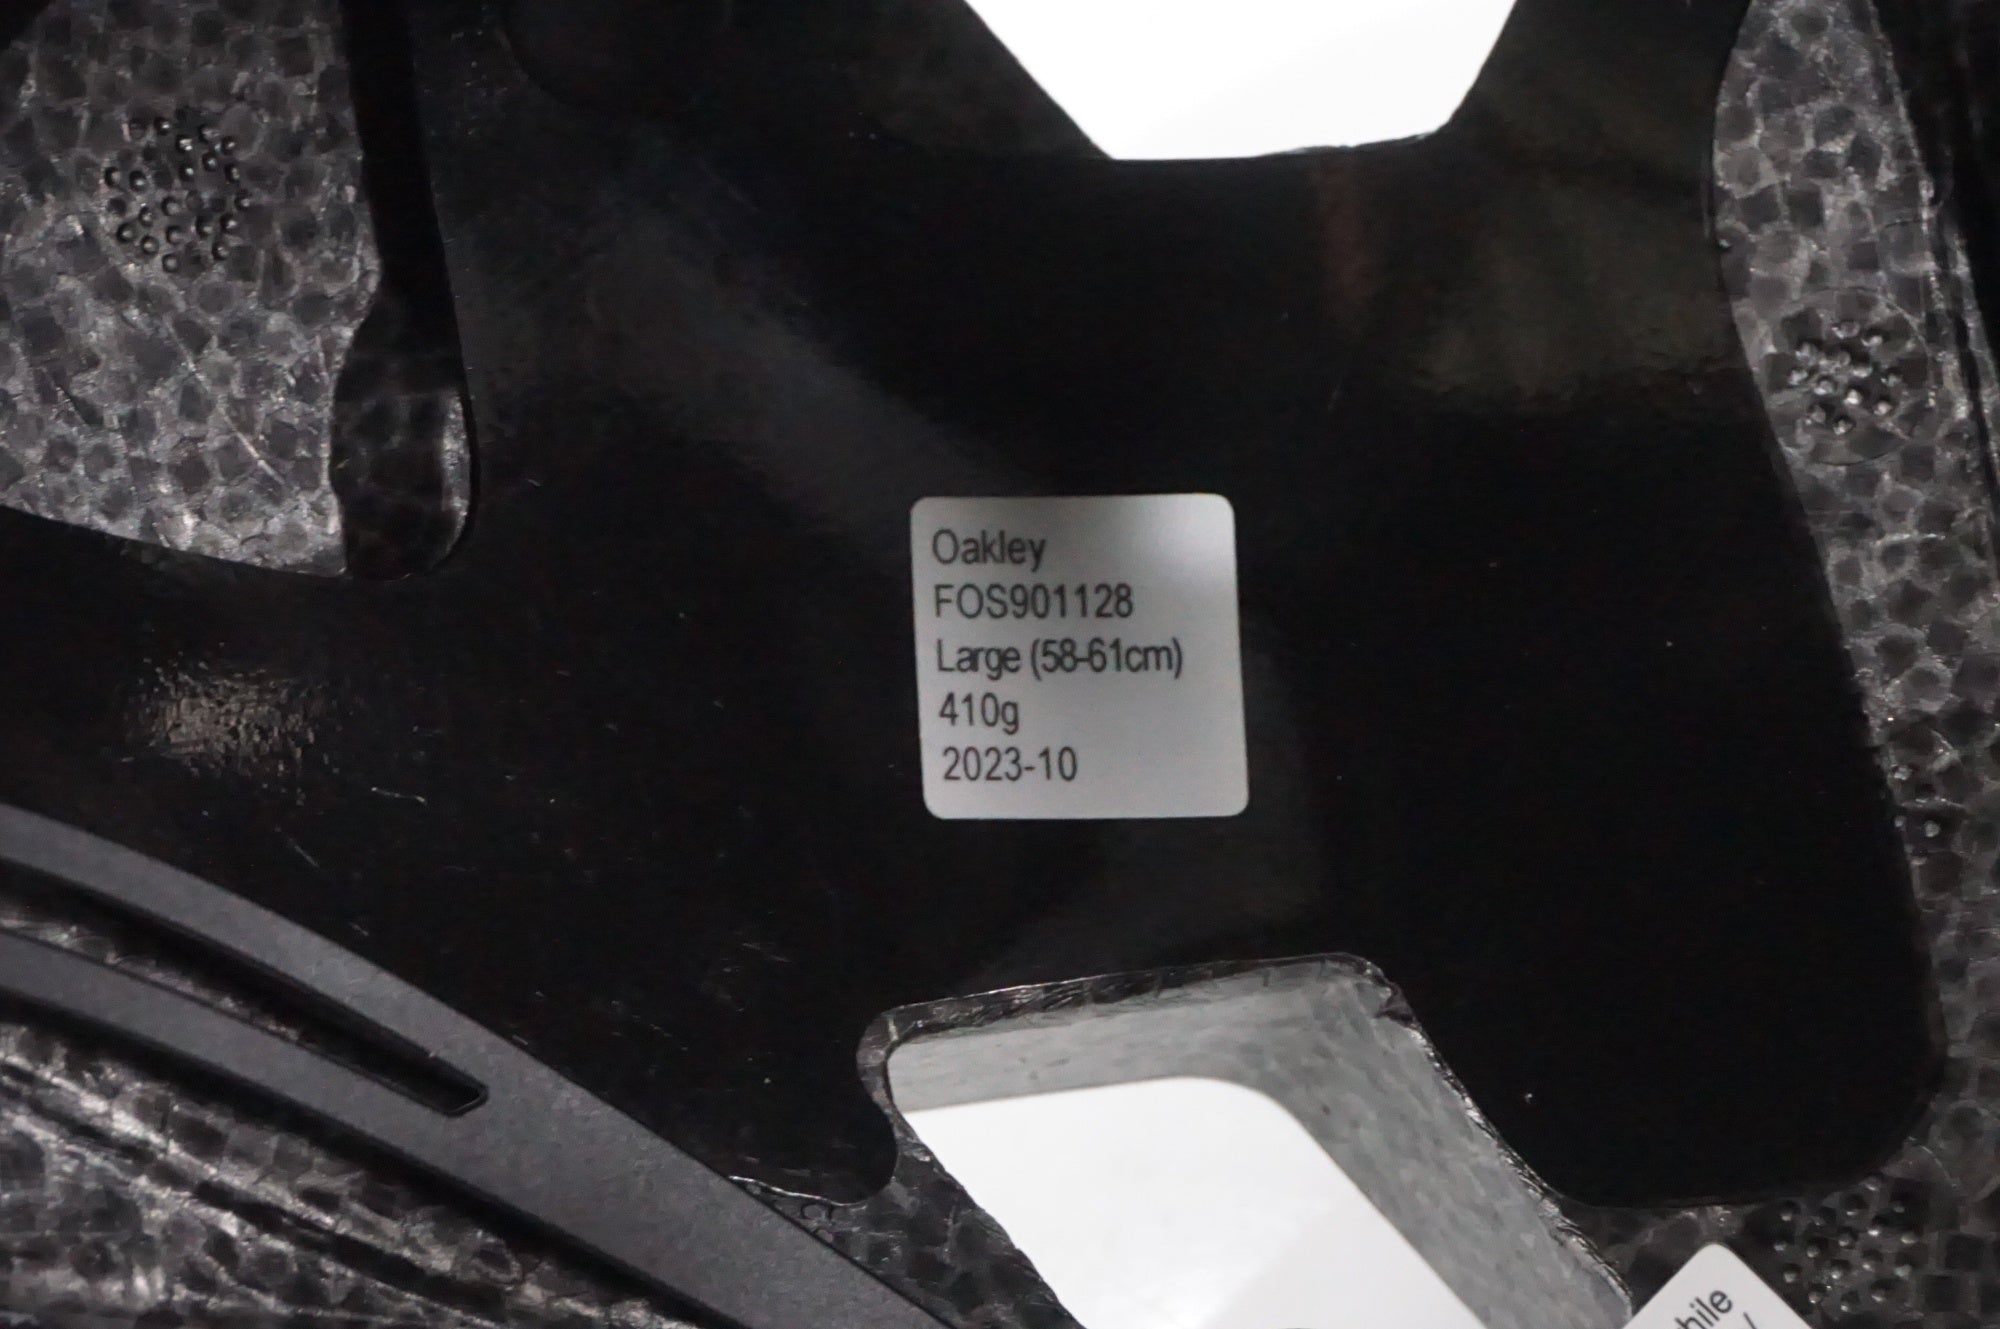 Oakley
FOS901128
Large (58-61cm)
410g
2023-10